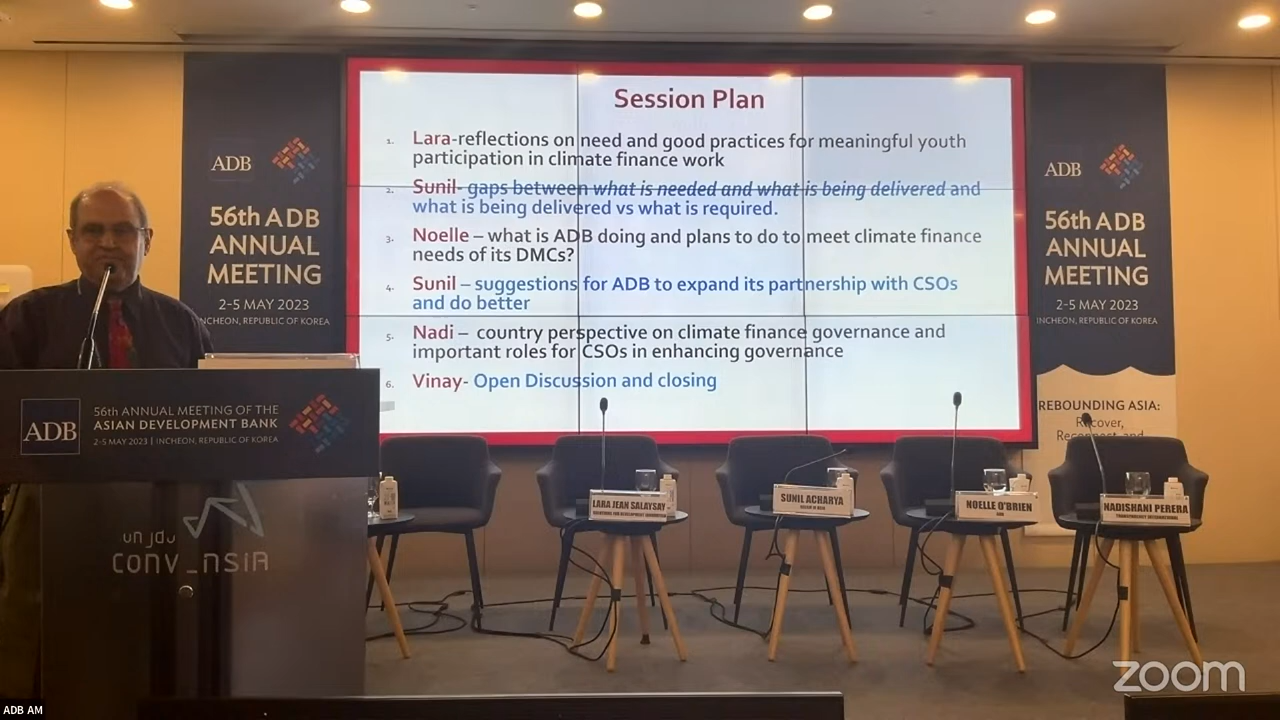 Session Plan
1. Lara-reflections on need and good practices for meaningful youth
participation in climate finance work
2. Sunil- gaps between what is needed and what is being delivered and
what is being delivered vs what is required.
3. Noelle – what is ADB doing and plans to do to meet climate finance
needs of its DMCs?
4. Sunil – suggestions for ADB to expand its partnership with CSOs
and do better
5. Nadi – country perspective on climate finance governance and
important roles for CSOs in enhancing governance
6. Vinay- Open Discussion and closing
ADB
56th ADB
ANNUAL
MEETING
2-5 MAY 2023
INCHEON, REPUBLIC OF KOREA
ADB
56th ADB
ANNUAL
MEETING
2-5 MAY 2023
INCHEON, REPUBLIC OF KOREA
REBOUNDING ASIA:
Recover,
Reconnect, and
ADB
56th ANNUAL MEETING OF THE
ASIAN DEVELOPMENT BANK
2-5 MAY 2023 | INCHEON, REPUBLIC OF KOREA
conv_nsia
LARA JEAN SALAYSAY
SUNIL ACHARYA
NOELLE O'BRIEN
ADB
NADISHANI PERERA
TRANSPARENCY INTERNATIONAL
zoom
ADB AM